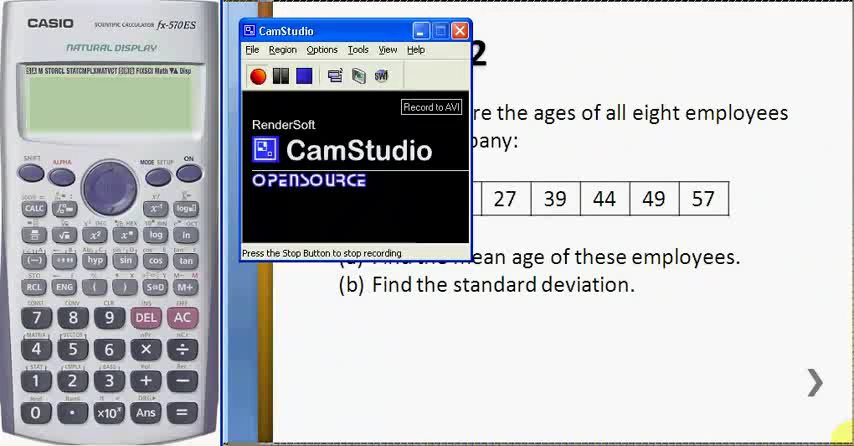 CASIO
SCIENTIFIC CALCULATOR fx-570ES
NATURAL DISPLAY
SHIFT ALPHA MODE SETUP ON
CALC log
x² log ln
(−) hyp sin cos tan
RCL ENG ( ) S⇔D M+
7 8 9 DEL AC
4 5 6 × ÷
1 2 3 + −
0 · ×10ˣ Ans =
CamStudio
File Region Options Tools View Help
Record to AVI
RenderSoft
CamStudio
OPENSOURCE
Press the Stop Button to stop recording
2
re the ages of all eight employees
pany:
27 39 44 49 57
mean age of these employees.
(b) Find the standard deviation.